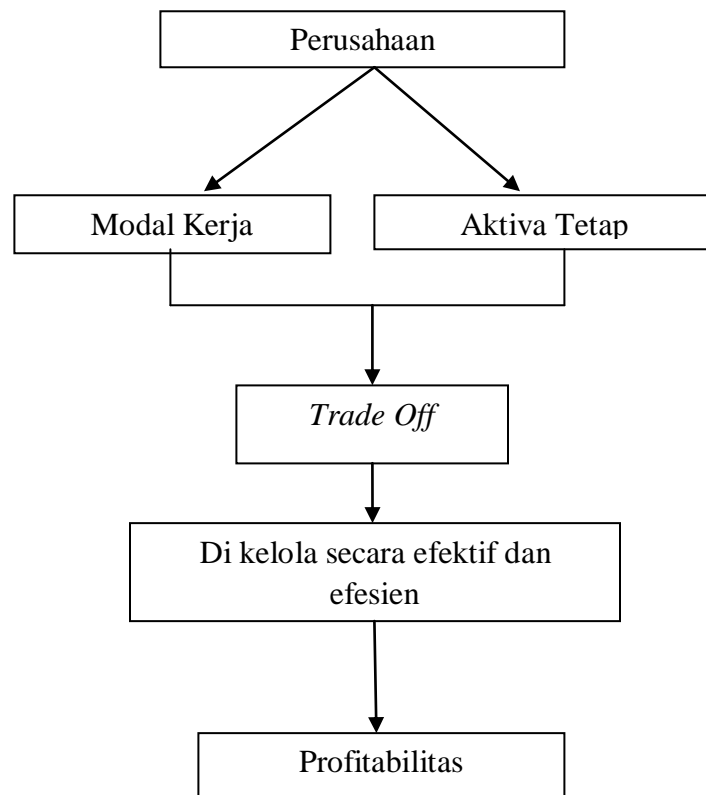 Perusahaan
Modal Kerja
Aktiva Tetap
Trade Off
Di kelola secara efektif dan
efesien
Profitabilitas